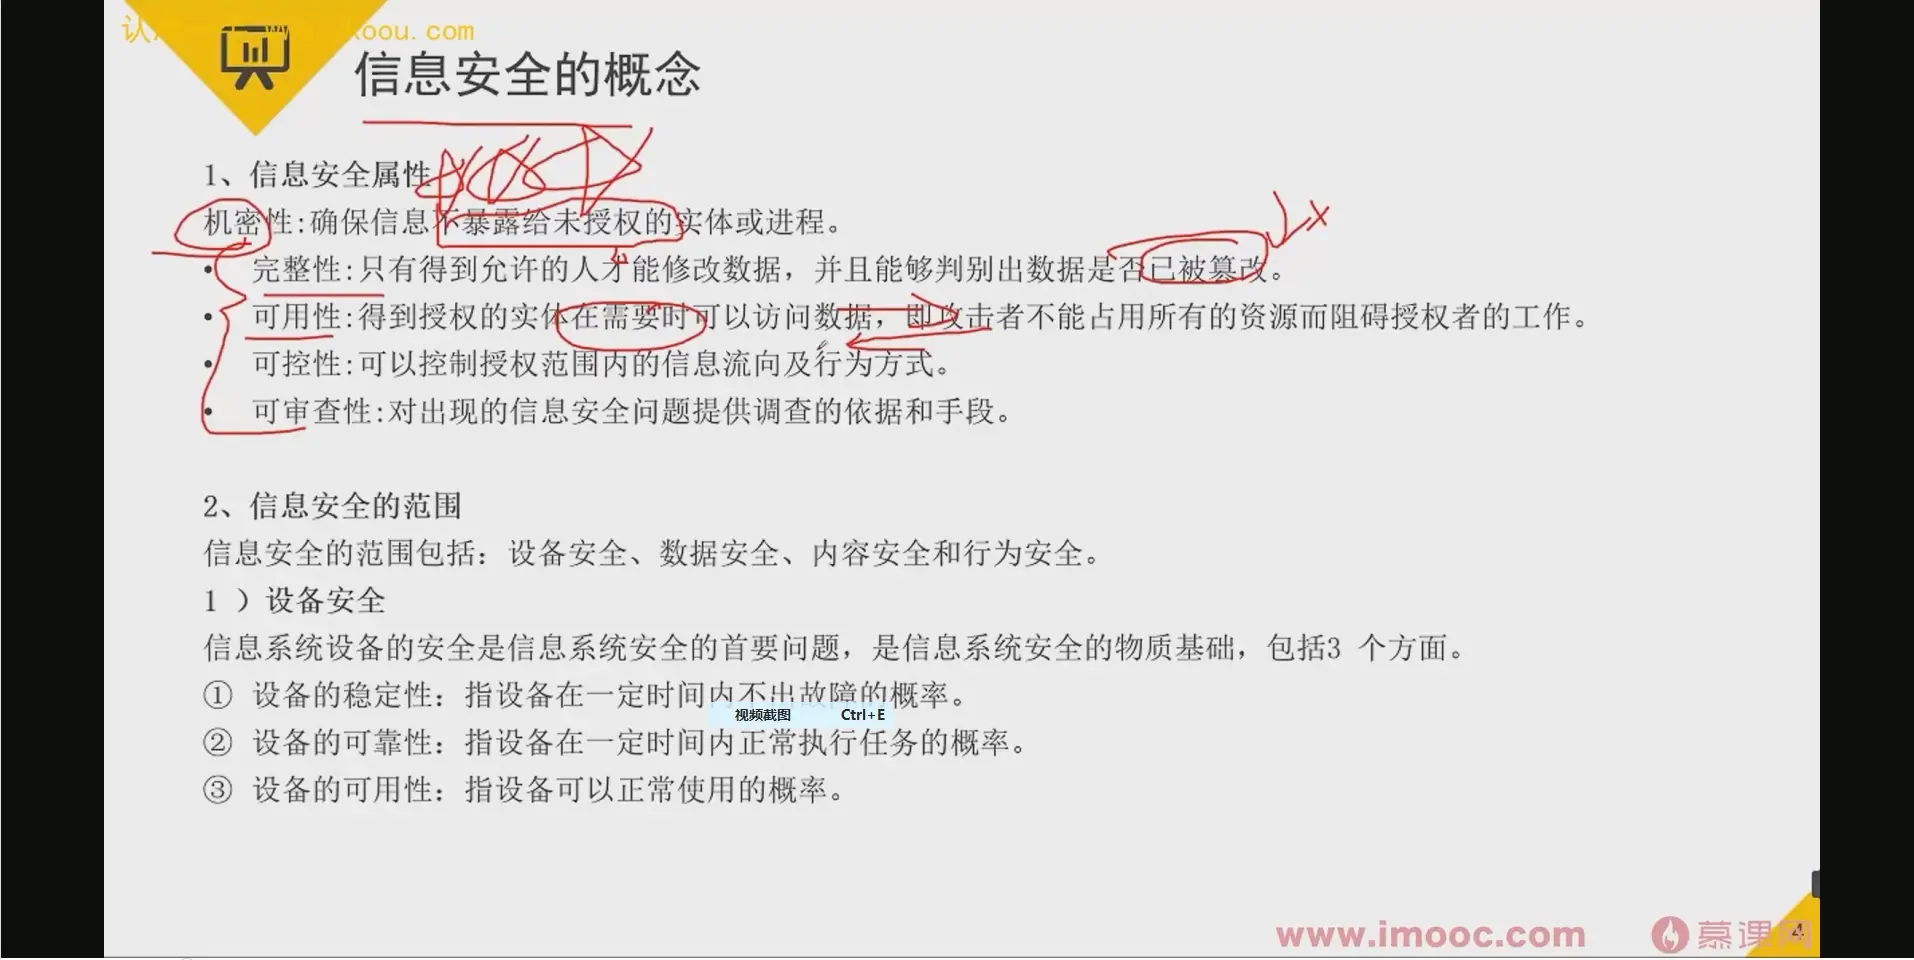 koou.com
信息安全的概念
1、信息安全属性
机密性:确保信息不暴露给未授权的实体或进程。
• 完整性:只有得到允许的人才能修改数据，并且能够判别出数据是否已被篡改。
• 可用性:得到授权的实体在需要时可以访问数据，即攻击者不能占用所有的资源而阻碍授权者的工作。
• 可控性:可以控制授权范围内的信息流向及行为方式。
• 可审查性:对出现的信息安全问题提供调查的依据和手段。
2、信息安全的范围
信息安全的范围包括：设备安全、数据安全、内容安全和行为安全。
1 ）设备安全
信息系统设备的安全是信息系统安全的首要问题，是信息系统安全的物质基础，包括3 个方面。
① 设备的稳定性：指设备在一定时间内不出故障的概率。
视频截图 Ctrl+E
② 设备的可靠性：指设备在一定时间内正常执行任务的概率。
③ 设备的可用性：指设备可以正常使用的概率。
www.imooc.com 慕课网 4